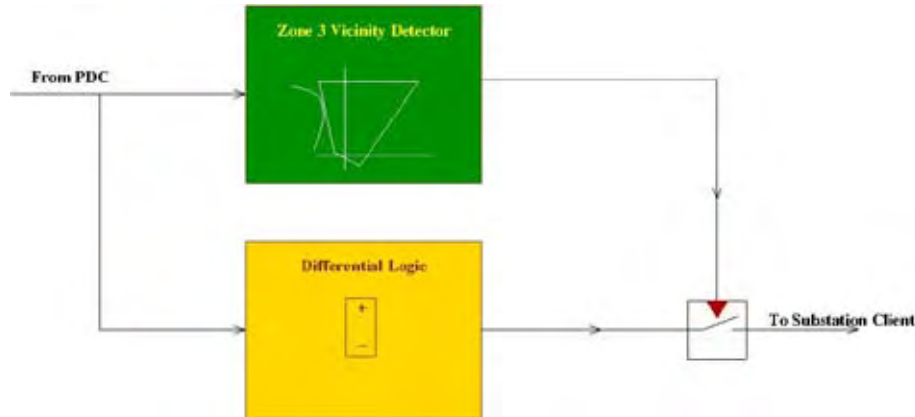 Zone 3 Vicinity Detector
From PDC
Differential Logic
+
−
To Substation Client